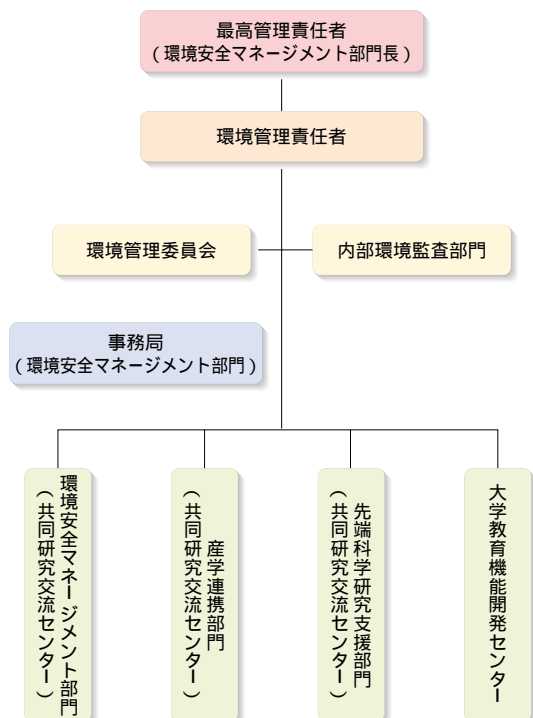 最高管理責任者
(環境安全マネージメント部門長)
環境管理責任者
環境管理委員会
内部環境監査部門
事務局
(環境安全マネージメント部門)
環境安全マネージメント部門
(共同研究交流センター)
産学連携部門
(共同研究交流センター)
先端科学研究支援部門
(共同研究交流センター)
大学教育機能開発センター